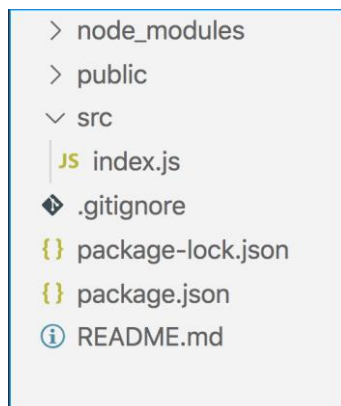 node_modules
public
src
JS index.js
.gitignore
{} package-lock.json
{} package.json
README.md